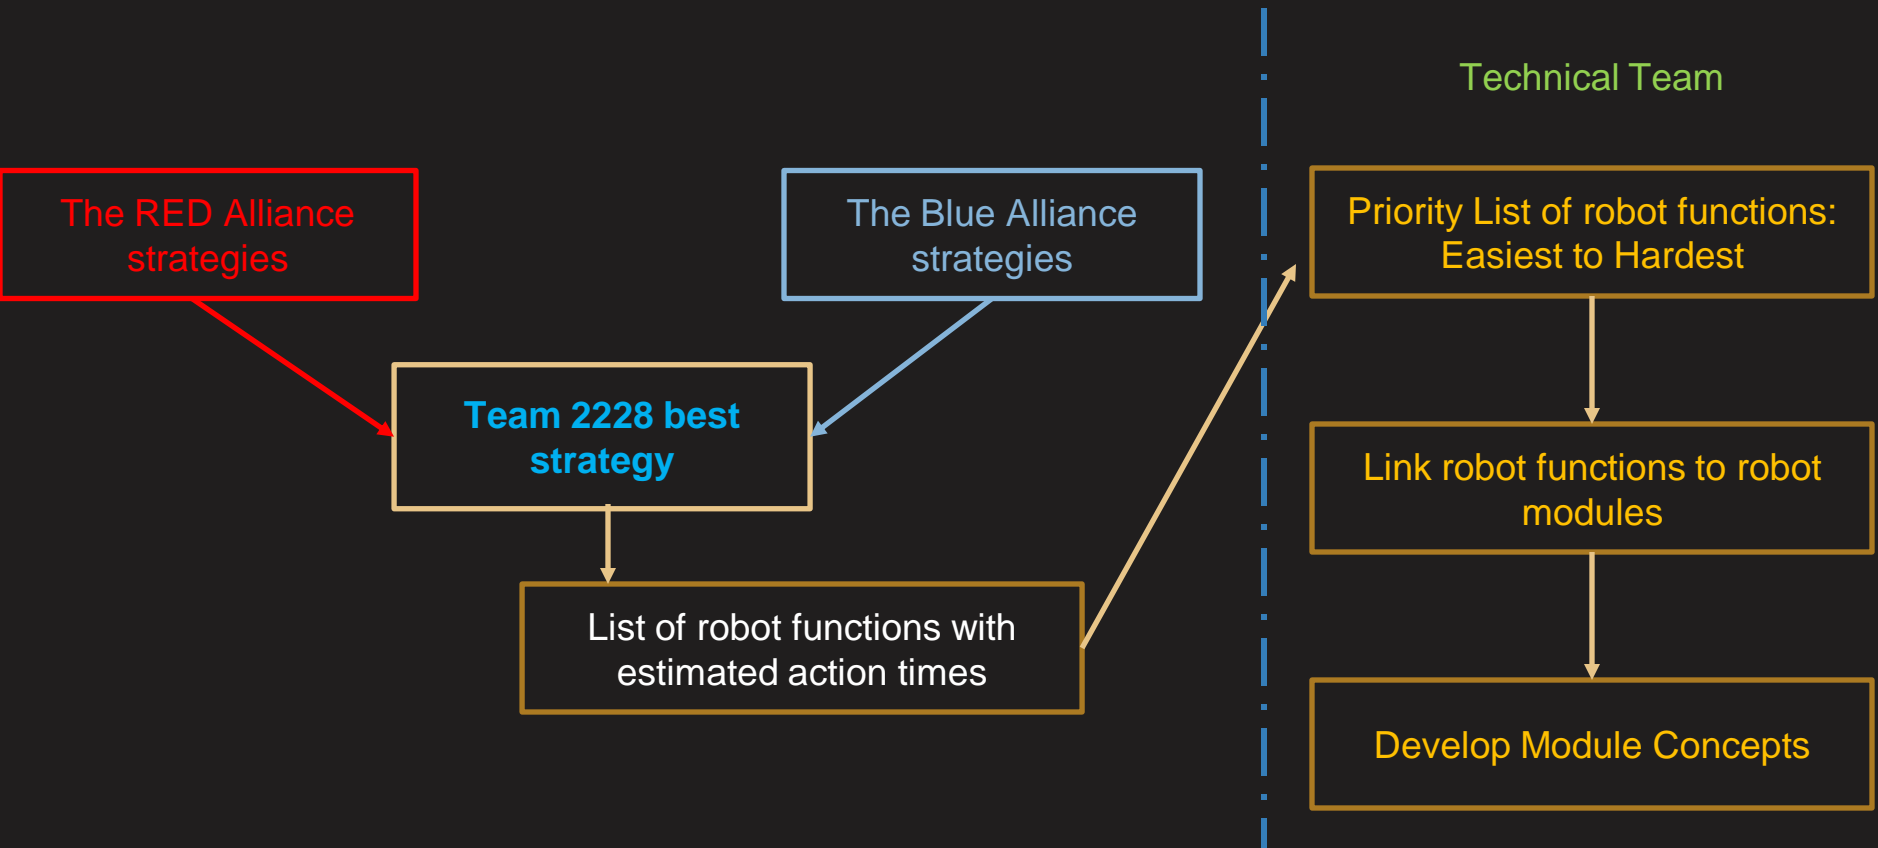 Technical Team
The RED Alliance
strategies
The Blue Alliance
strategies
Priority List of robot functions:
Easiest to Hardest
Team 2228 best
strategy
Link robot functions to robot
modules
List of robot functions with
estimated action times
Develop Module Concepts